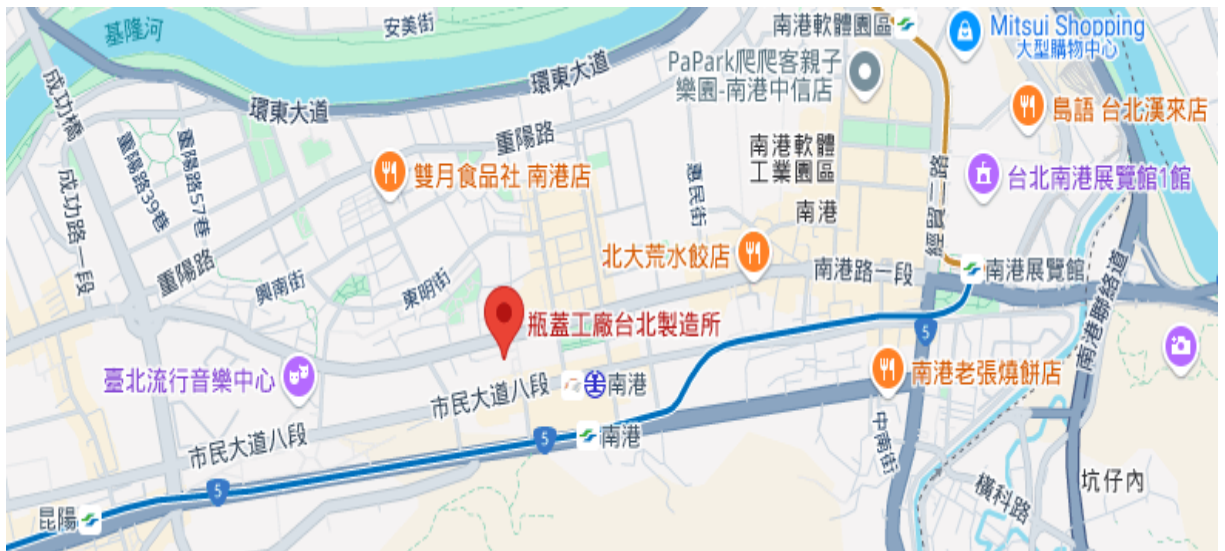 基隆河
安美街
南港軟體園區
Mitsui Shopping
大型購物中心
PaPark爬爬客親子
樂園-南港中信店
成功橋
環東大道
環東大道
島語 台北漢來店
重陽路39巷
重陽路57巷
重陽路
南港軟體
工業園區
雙月食品社 南港店
惠民街
經貿二路
台北南港展覽館1館
成功路一段
南港
重陽路
北大荒水餃店
南港路一段
南港展覽館
興南街
東明街
南港聯絡道
瓶蓋工廠台北製造所
5
臺北流行音樂中心
市民大道八段
南港
南港老張燒餅店
市民大道八段
5
南港
中南街
5
橫科路
坑仔內
昆陽